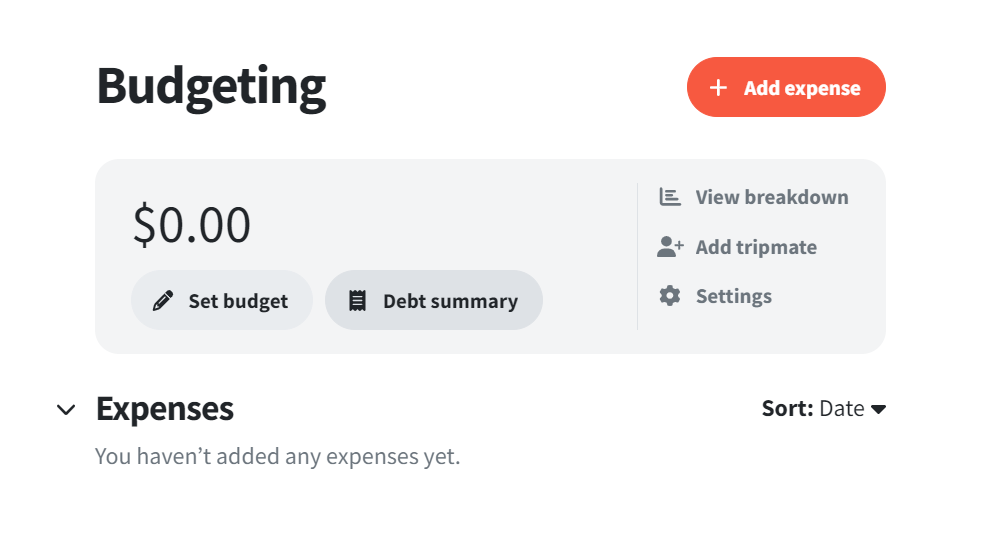 Budgeting
+ Add expense
$0.00
Set budget
Debt summary
View breakdown
Add tripmate
Settings
Expenses
Sort: Date
You haven’t added any expenses yet.